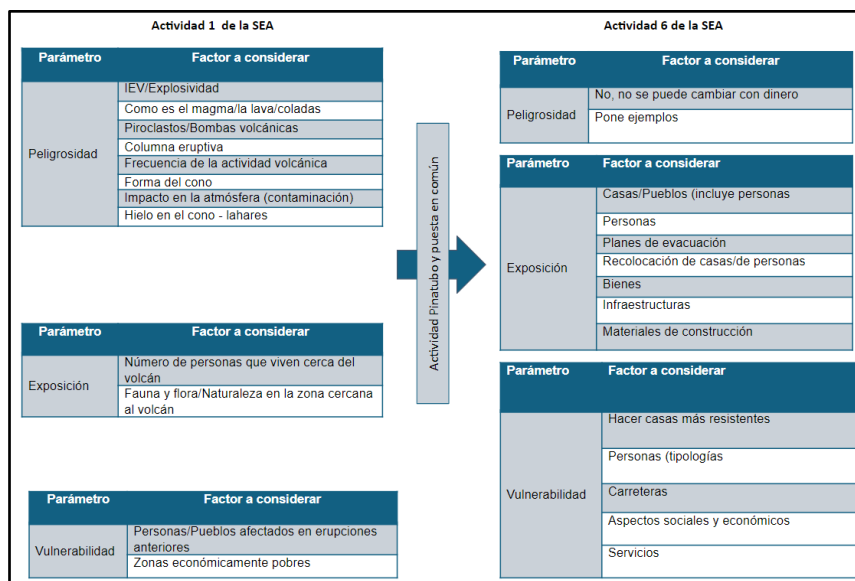 Actividad 1 de la SEA
Parámetro Factor a considerar
Peligrosidad
IEV/Explosividad
Como es el magma/la lava/coladas
Piroclastos/Bombas volcánicas
Columna eruptiva
Frecuencia de la actividad volcánica
Forma del cono
Impacto en la atmósfera (contaminación)
Hielo en el cono - lahares
Parámetro Factor a considerar
Exposición
Número de personas que viven cerca del
volcán
Fauna y flora/Naturaleza en la zona cercana
al volcán
Parámetro Factor a considerar
Vulnerabilidad
Personas/Pueblos afectados en erupciones
anteriores
Zonas económicamente pobres
Actividad Pinatubo y puesta en común
Actividad 6 de la SEA
Parámetro Factor a considerar
Peligrosidad
No, no se puede cambiar con dinero
Pone ejemplos
Parámetro Factor a considerar
Exposición
Casas/Pueblos (incluye personas
Personas
Planes de evacuación
Recolocación de casas/de personas
Bienes
Infraestructuras
Materiales de construcción
Parámetro Factor a considerar
Vulnerabilidad
Hacer casas más resistentes
Personas (tipologías
Carreteras
Aspectos sociales y económicos
Servicios